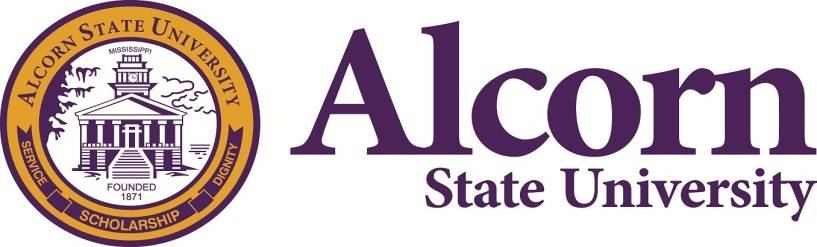 ALCORN STATE UNIVERSITY
MISSISSIPPI
FOUNDED
1871
SERVICE
SCHOLARSHIP
DIGNITY
Alcorn
State University